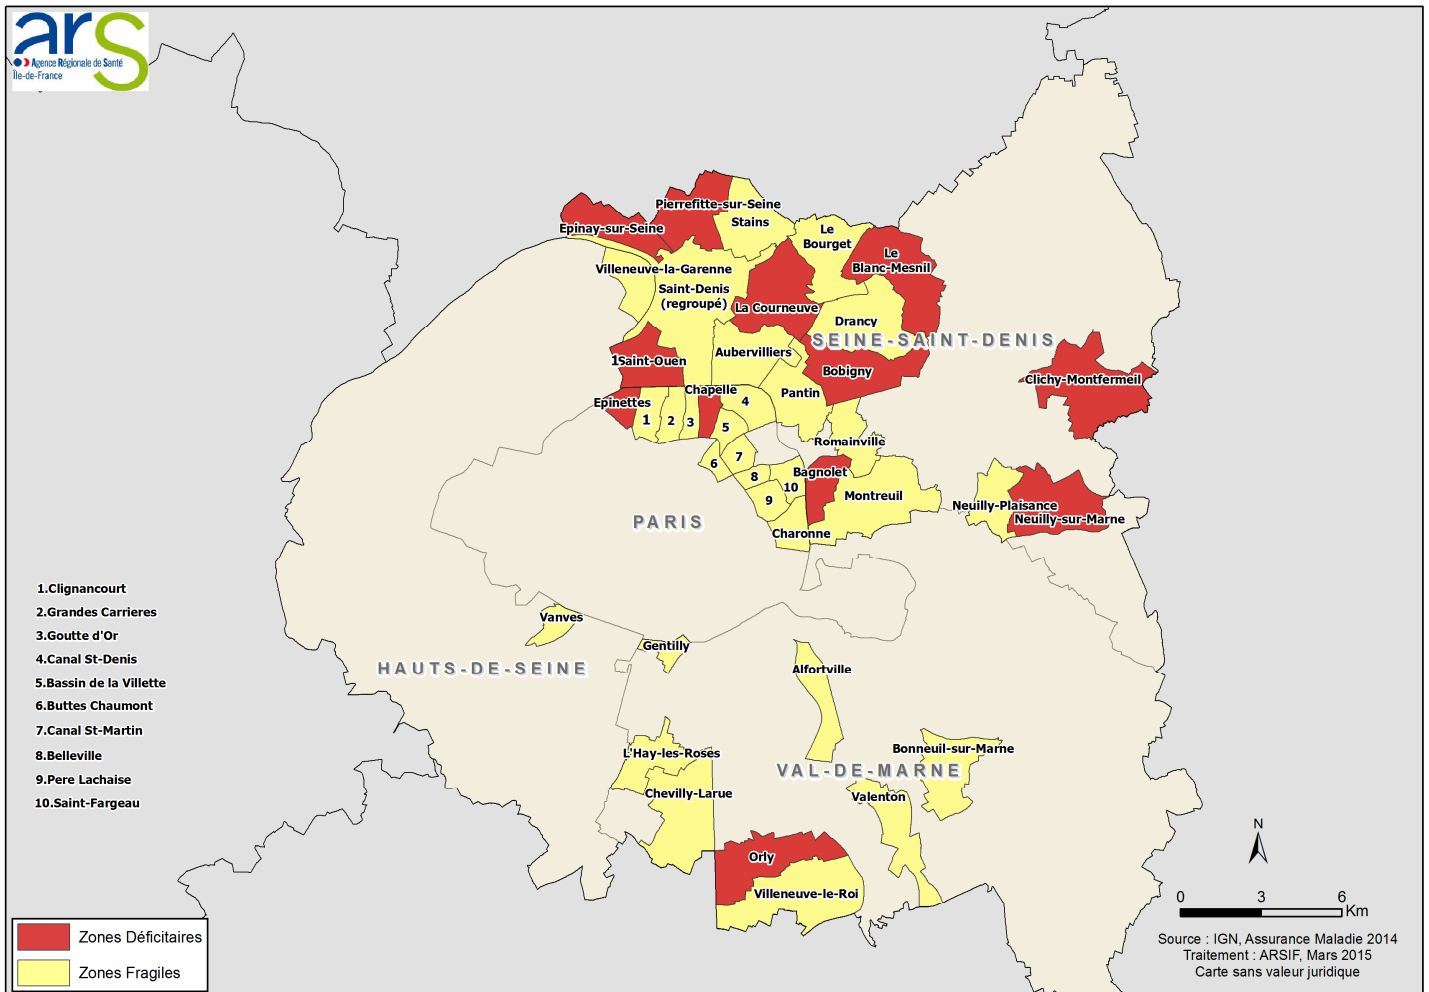 ars
Agence Régionale de Santé
Île-de-France
Pierrefitte-sur-Seine
Stains
Epinay-sur-Seine
Le
Bourget
Le
Blanc-Mesnil
Villeneuve-la-Garenne
Saint-Denis
(regroupé)
La Courneuve
Drancy
SEINE-SAINT-DENIS
Aubervilliers
1Saint-Ouen
Bobigny
Clichy-Montfermeil
Chapelle
Pantin
Epinettes
1
2
3
4
5
Romainville
6
7
8
9
10
Bagnolet
Montreuil
Neuilly-Plaisance
Neuilly-sur-Marne
PARIS
Charonne
1.Clignancourt
2.Grandes Carrieres
3.Goutte d'Or
4.Canal St-Denis
5.Bassin de la Villette
6.Buttes Chaumont
7.Canal St-Martin
8.Belleville
9.Pere Lachaise
10.Saint-Fargeau
Vanves
Gentilly
HAUTS-DE-SEINE
Alfortville
L'Hay-les-Roses
Bonneuil-sur-Marne
VAL-DE-MARNE
Chevilly-Larue
Valenton
Orly
Villeneuve-le-Roi
N
0 3 6
Km
Zones Déficitaires
Zones Fragiles
Source : IGN, Assurance Maladie 2014
Traitement : ARSIF, Mars 2015
Carte sans valeur juridique